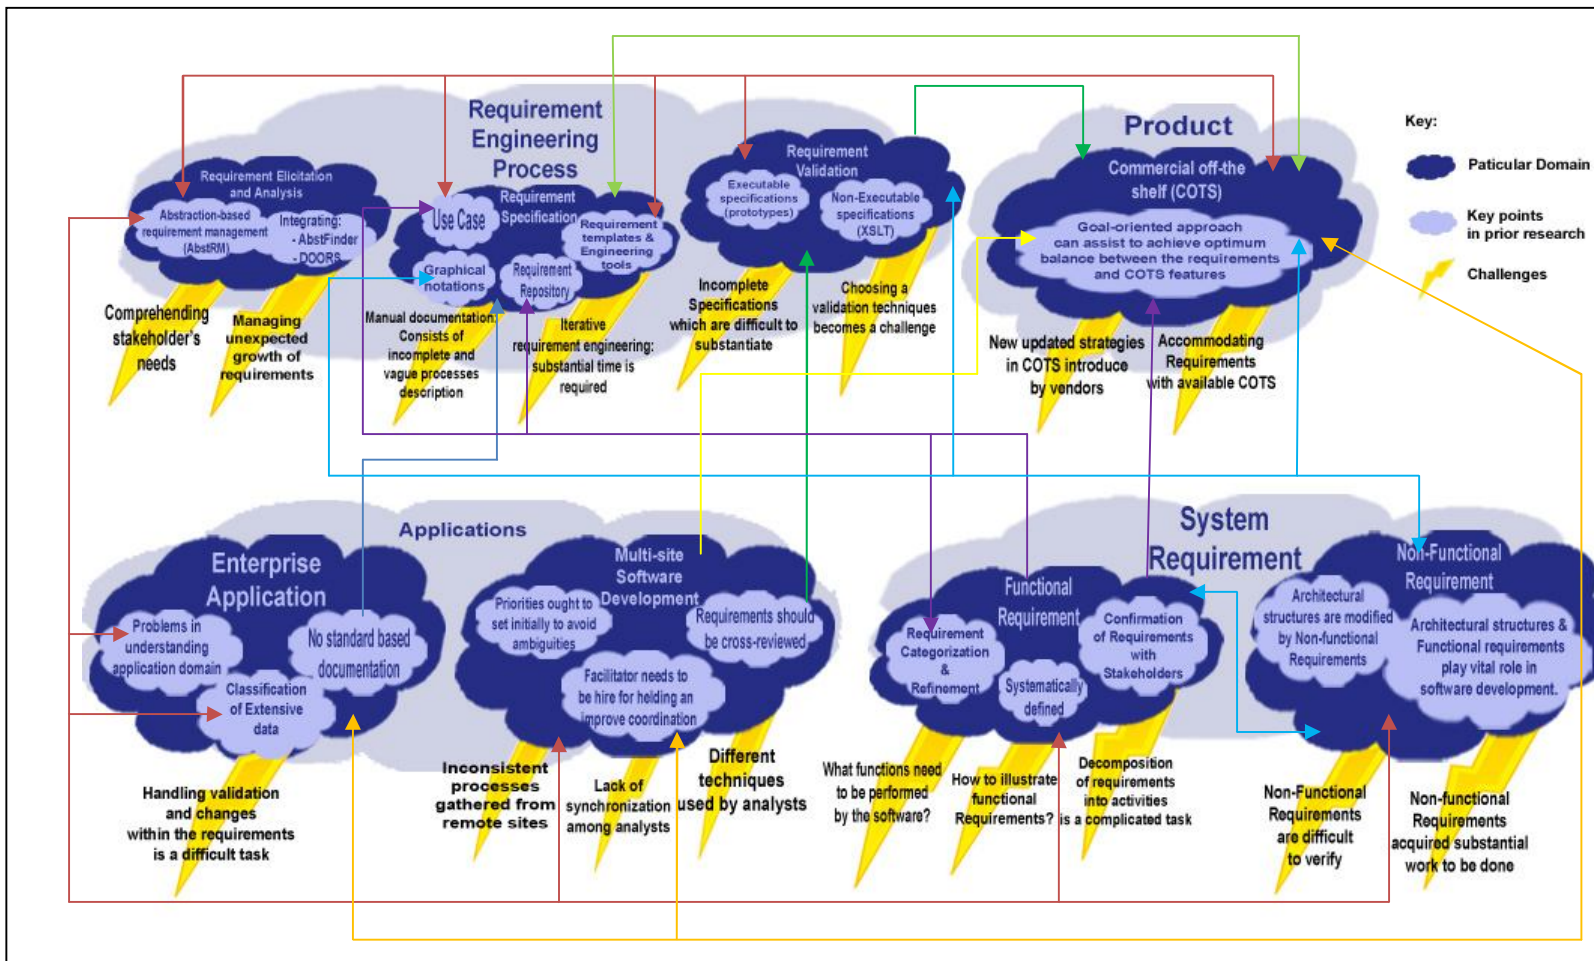 Requirement
Engineering
Process
Requirement Elicitation
and Analysis
Abstraction-based
requirement management
(AbstRM)
Integrating:
- AbstFinder
- DOORS
Comprehending
stakeholder's
needs
Managing
unexpected
growth of
requirements
Requirement
Specification
Use Case
Graphical
notations
Requirement
Repository
Requirement
templates &
Engineering
tools
Manual documentation:
Consists of
incomplete and
vague processes
description
Iterative
requirement engineering:
substantial time is
required
Requirement
Validation
Executable
specifications
(prototypes)
Non-Executable
specifications
(XSLT)
Incomplete
Specifications
which are difficult to
substantiate
Choosing a
validation techniques
becomes a challenge
Product
Commercial off-the
shelf (COTS)
Goal-oriented approach
can assist to achieve optimum
balance between the requirements
and COTS features
New updated strategies
in COTS introduce
by vendors
Accommodating
Requirements
with available COTS
Key:
Paticular Domain
Key points
in prior research
Challenges
Applications
Enterprise
Application
Problems in
understanding
application domain
No standard based
documentation
Classification
of Extensive
data
Handling validation
and changes
within the requirements
is a difficult task
Multi-site
Software
Development
Priorities ought to
set initially to avoid
ambiguities
Requirements should
be cross-reviewed
Facilitator needs to
be hire for helding an
improve coordination
Inconsistent
processes
gathered from
remote sites
Lack of
synchronization
among analysts
Different
techniques
used by analysts
System
Requirement
Functional
Requirement
Requirement
Categorization
&
Refinement
Systematically
defined
Confirmation
of Requirements
with
Stakeholders
What functions need
to be performed
by the software?
How to illustrate
functional
Requirements?
Decomposition
of requirements
into activities
is a complicated task
Non-Functional
Requirement
Architectural
structures are modified
by Non-functional
Requirements
Architectural structures &
Functional requirements
play vital role in
software development.
Non-Functional
Requirements
are difficult
to verify
Non-functional
Requirements
acquired substantial
work to be done